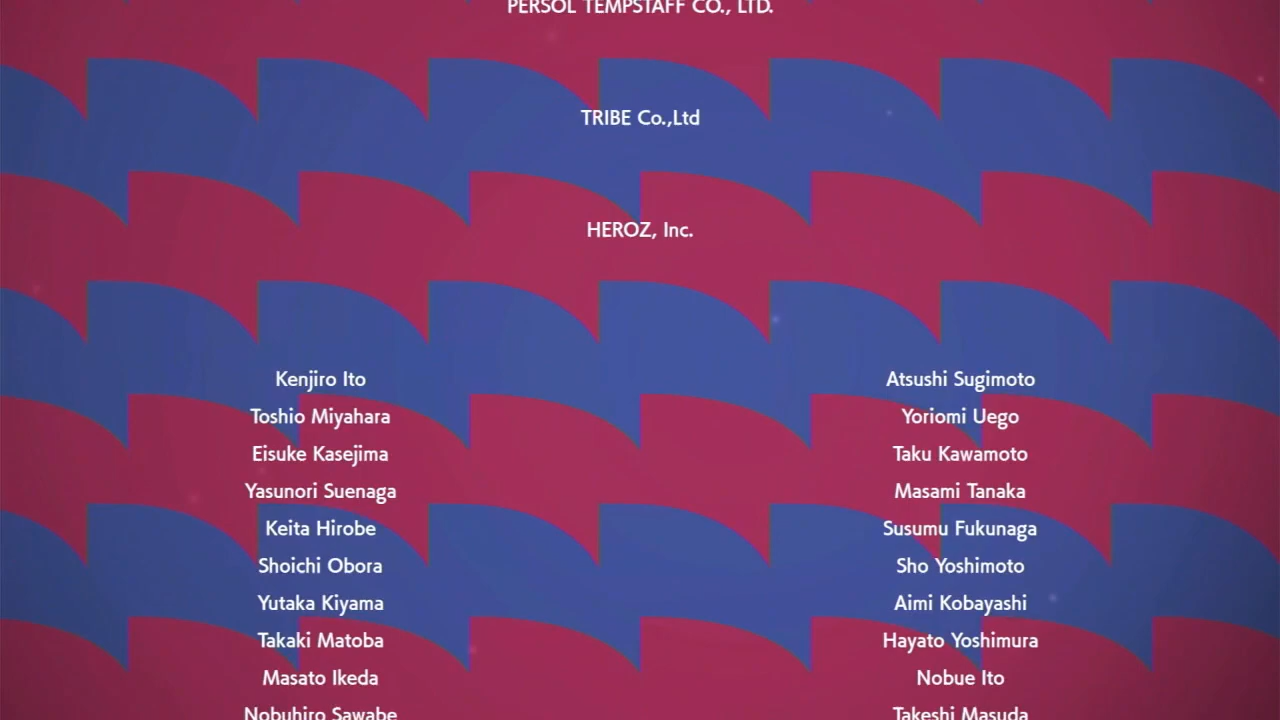 PERSOL TEMPSTAFF CO., LTD.
TRIBE Co.,Ltd
HEROZ, Inc.
Kenjiro Ito
Atsushi Sugimoto
Toshio Miyahara
Yoriomi Uego
Eisuke Kasejima
Taku Kawamoto
Yasunori Suenaga
Masami Tanaka
Keita Hirobe
Susumu Fukunaga
Shoichi Obora
Sho Yoshimoto
Yutaka Kiyama
Aimi Kobayashi
Takaki Matoba
Hayato Yoshimura
Masato Ikeda
Nobue Ito
Nobuhiro Sawabe
Takeshi Masuda